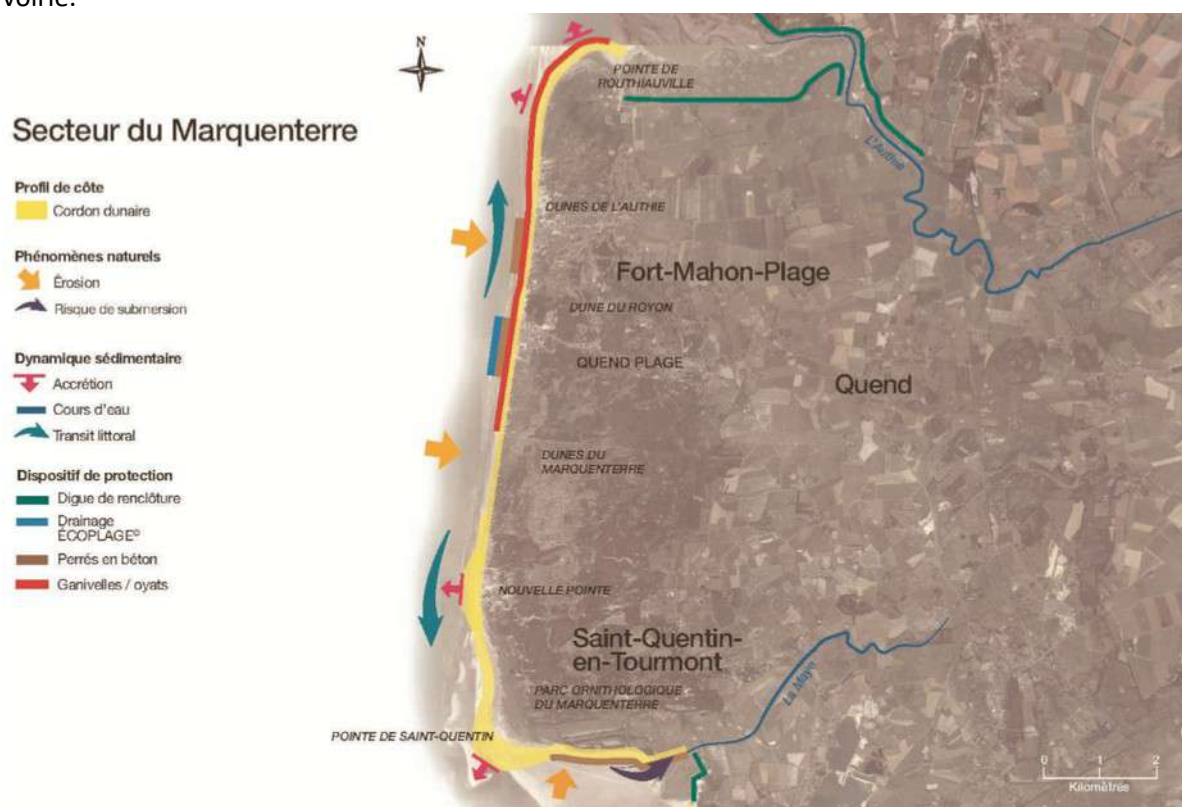 voirie.
N
Secteur du Marquenterre
Profil de côte
Cordon dunaire
Phénomènes naturels
Érosion
Risque de submersion
Dynamique sédimentaire
Accrétion
Cours d'eau
Transit littoral
Dispositif de protection
Digue de renclôture
Drainage
ÉCOPLAGE©
Perrés en béton
Ganivelles / oyats
POINTE DE
ROUTHIAUVILLE
L'Authie
DUNES DE L'AUTHIE
Fort-Mahon-Plage
DUNE DU ROYON
QUEND PLAGE
Quend
DUNES DU
MARQUENTERRE
NOUVELLE POINTE
Saint-Quentin-
en-Tourmont
La Maye
PARC ORNITHOLOGIQUE
DU MARQUENTERRE
POINTE DE SAINT-QUENTIN
0 1 2
Kilomètres